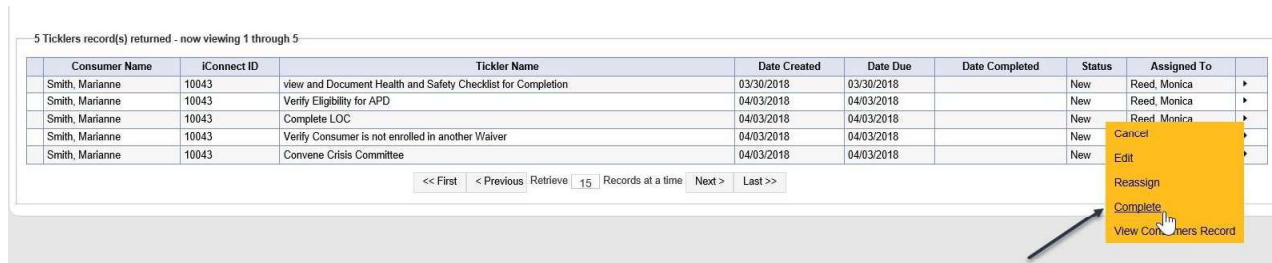 5 Ticklers record(s) returned - now viewing 1 through 5
Consumer Name iConnect ID Tickler Name Date Created Date Due Date Completed Status Assigned To
Smith, Marianne 10043 view and Document Health and Safety Checklist for Completion 03/30/2018 03/30/2018 New Reed, Monica
Smith, Marianne 10043 Verify Eligibility for APD 04/03/2018 04/03/2018 New Reed, Monica
Smith, Marianne 10043 Complete LOC 04/03/2018 04/03/2018 New Reed, Monica
Smith, Marianne 10043 Verify Consumer is not enrolled in another Waiver 04/03/2018 04/03/2018 New
Smith, Marianne 10043 Convene Crisis Committee 04/03/2018 04/03/2018 New
Cancel
Edit
Reassign
Complete
View Record
<< First < Previous Retrieve 15 Records at a time Next > Last >>